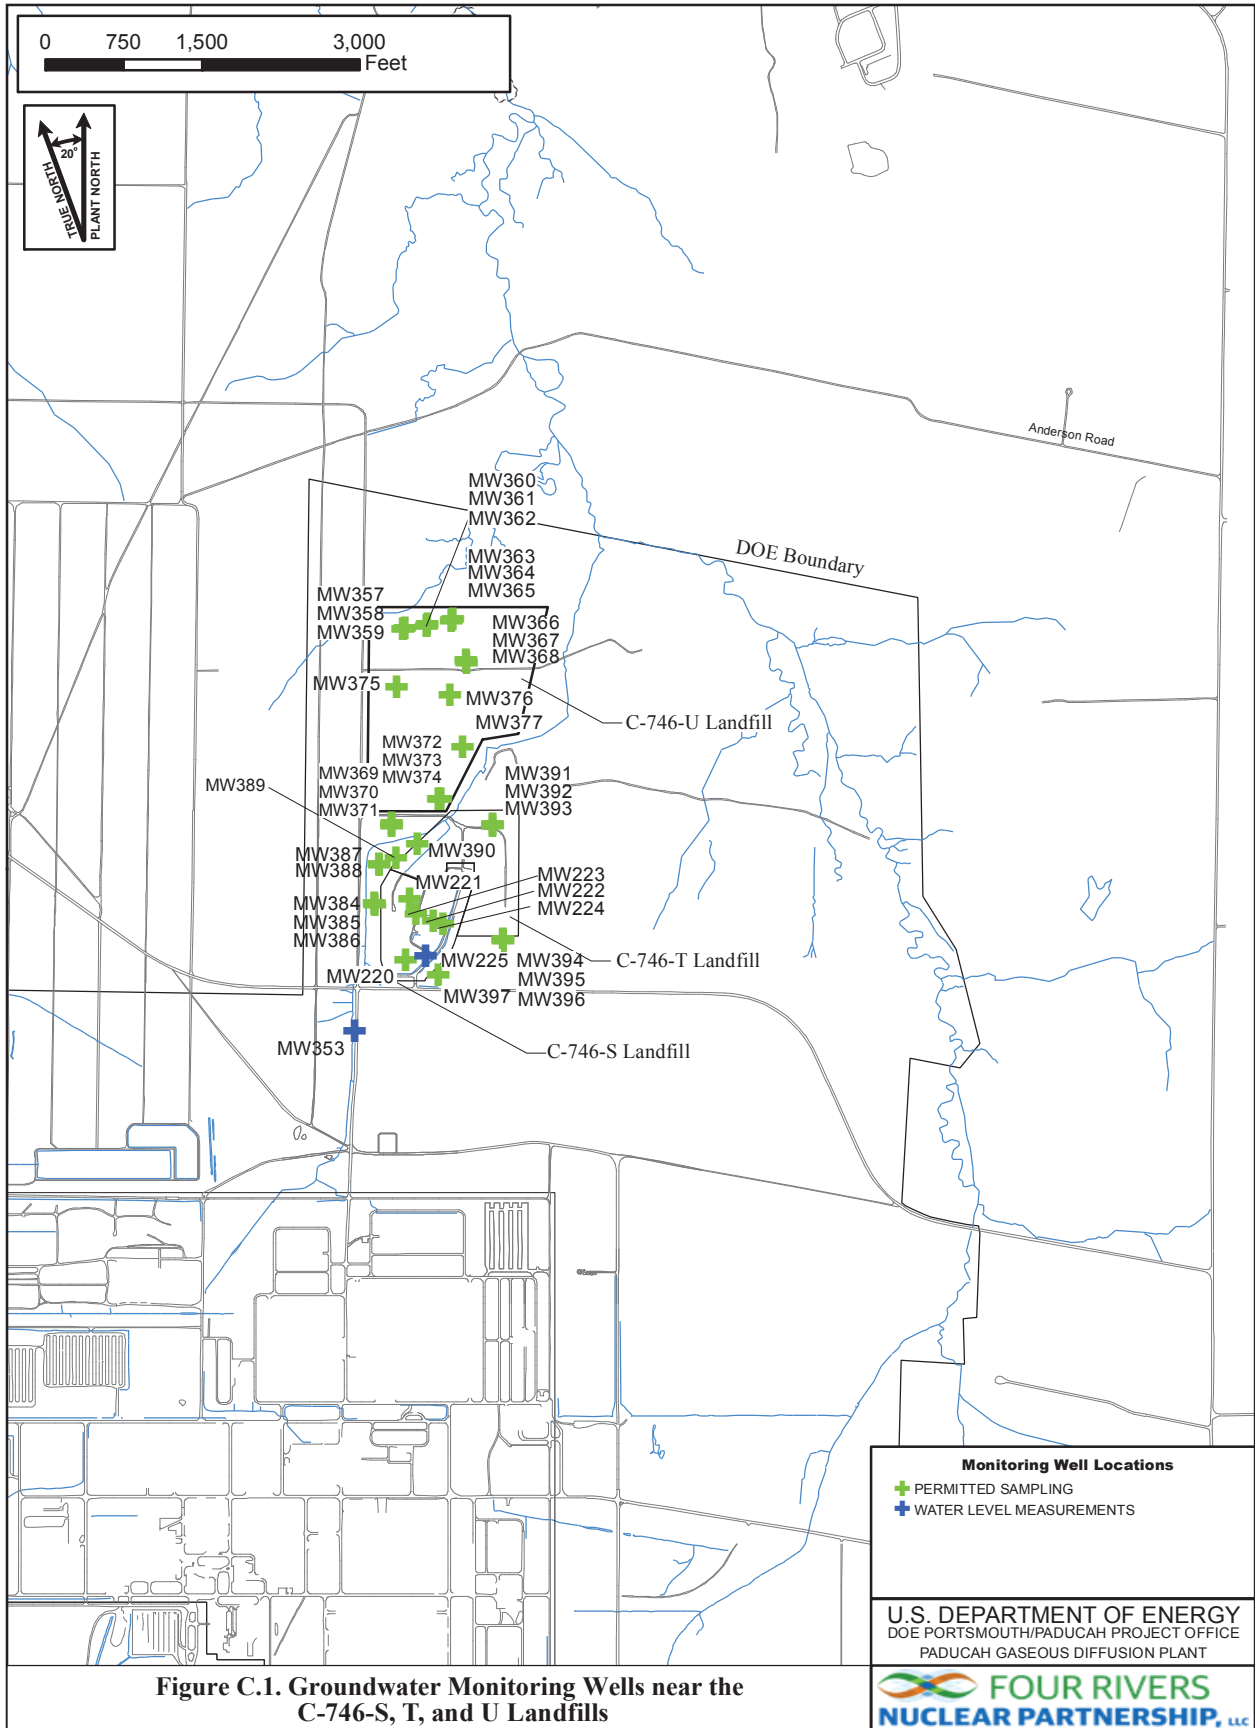 0 750 1,500 3,000
Feet
20°
TRUE NORTH
PLANT NORTH
Anderson Road
MW360
MW361
MW362
DOE Boundary
MW363
MW364
MW365
MW357
MW358
MW359
MW366
MW367
MW368
MW375
MW376
MW377
C-746-U Landfill
MW372
MW373
MW374
MW369
MW370
MW371
MW389
MW391
MW392
MW393
MW390
MW387
MW388
MW221
MW223
MW222
MW224
MW384
MW385
MW386
MW220
MW225
MW394
MW395
MW396
C-746-T Landfill
MW397
MW353
C-746-S Landfill
Monitoring Well Locations
PERMITTED SAMPLING
WATER LEVEL MEASUREMENTS
U.S. DEPARTMENT OF ENERGY
DOE PORTSMOUTH/PADUCAH PROJECT OFFICE
PADUCAH GASEOUS DIFFUSION PLANT
Figure C.1. Groundwater Monitoring Wells near the
C-746-S, T, and U Landfills
FOUR RIVERS
NUCLEAR PARTNERSHIP, LLC